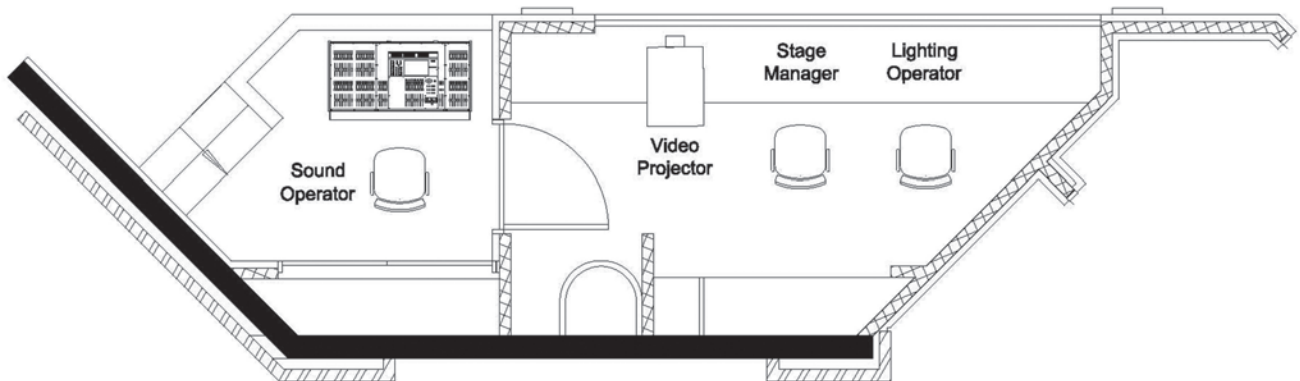 Stage
Manager
Lighting
Operator
Video
Projector
Sound
Operator